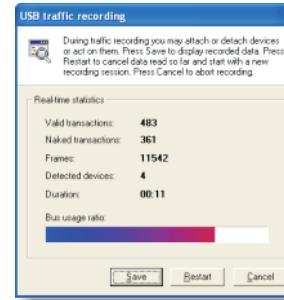 USB traffic recording
During traffic recording you may attach or detach devices
or act on them. Press Save to display recorded data. Press
Restart to cancel data read so far and start with a new
recording session. Press Cancel to abort recording.
Real-time statistics
Valid transactions: 483
Naked transactions: 361
Frames: 11542
Detected devices: 4
Duration: 00:11
Bus usage ratio:
Save Restart Cancel